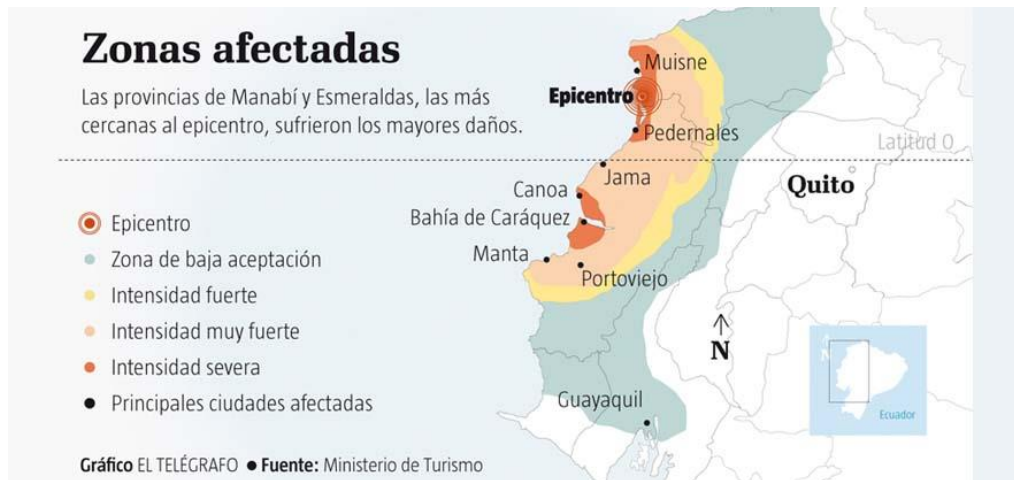 Zonas afectadas
Las provincias de Manabí y Esmeraldas, las más
cercanas al epicentro, sufrieron los mayores daños.
Muisne
Epicentro
Pedernales
Latitud 0
Jama
Quito
Canoa
Bahía de Caráquez
Manta
Portoviejo
Epicentro
Zona de baja aceptación
Intensidad fuerte
Intensidad muy fuerte
Intensidad severa
Principales ciudades afectadas
N
N
Guayaquil
Ecuador
Gráfico EL TELÉGRAFO ● Fuente: Ministerio de Turismo